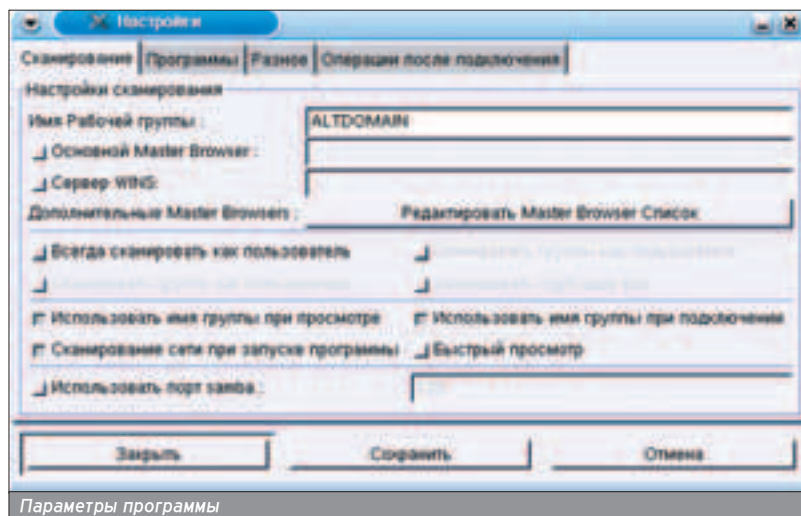 Настройки
Сканирование Программы Разное Операции после подключения
Настройки сканирования
Имя Рабочей группы : ALTDOMAIN
Основной Master Browser :
Сервер WINS:
Дополнительные Master Browsers : Редактировать Master Browser Список
Всегда сканировать как пользователь
Использовать имя группы при просмотре Использовать имя группы при подключении
Сканирование сети при запуске программы Быстрый просмотр
Использовать порт samba :
Закрыть Сохранить Отмена
Параметры программы